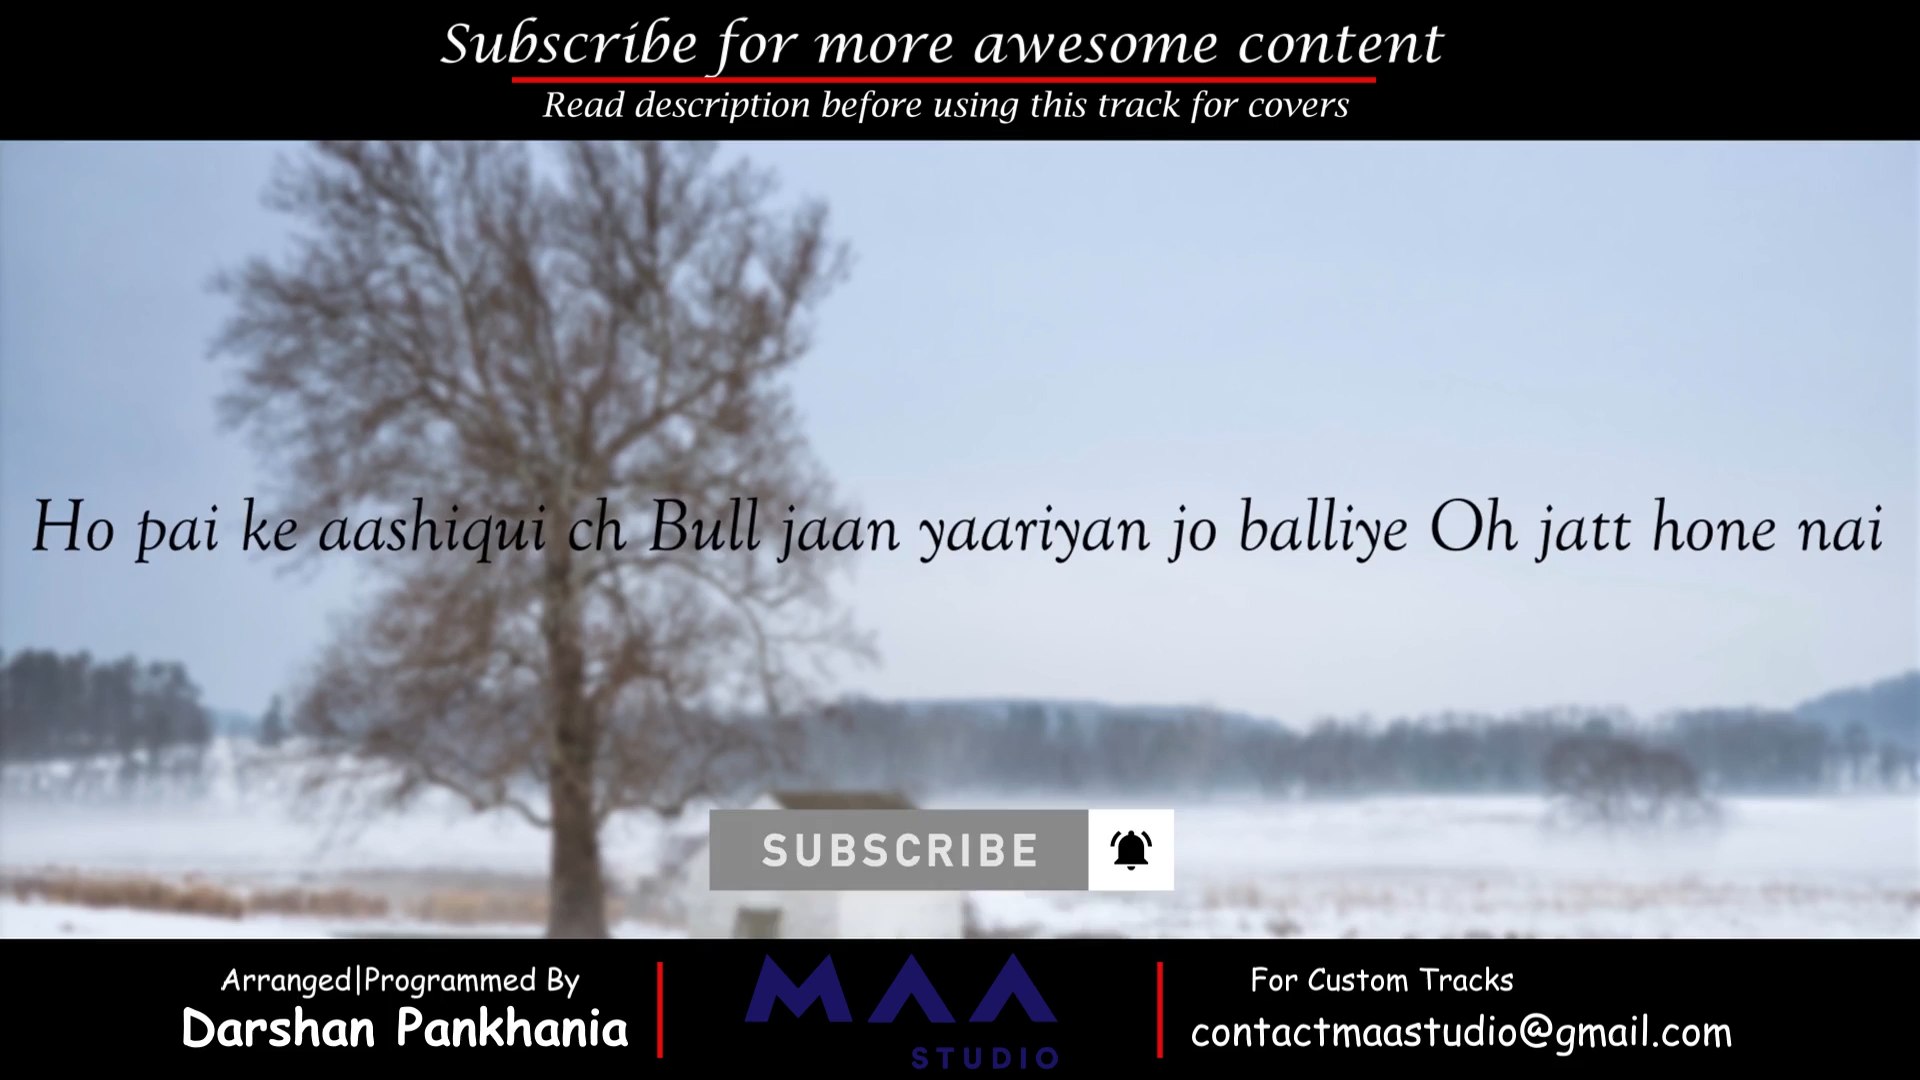 Subscribe for more awesome content
Read description before using this track for covers
Ho pai ke aashiqui ch Bull jaan yaariyan jo balliye Oh jatt hone nai
SUBSCRIBE
Arranged|Programmed By
Darshan Pankhania
MAA
STUDIO
For Custom Tracks
contactmaastudio@gmail.com